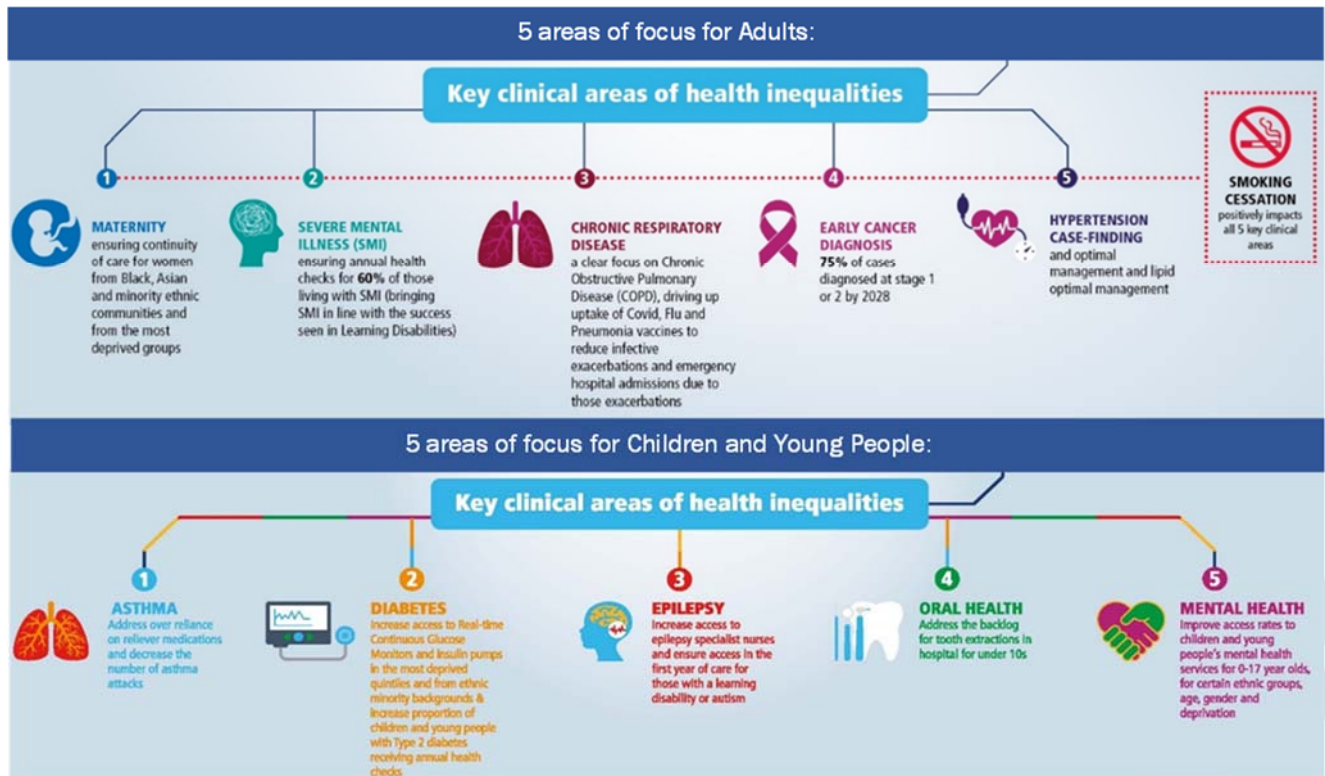 5 areas of focus for Adults:
Key clinical areas of health inequalities
1
MATERNITY
ensuring continuity
of care for women
from Black, Asian
and minority ethnic
communities and
from the most
deprived groups
2
SEVERE MENTAL
ILLNESS (SMI)
ensuring annual health
checks for 60% of those
living with SMI (bringing
SMI in line with the success
seen in Learning Disabilities)
3
CHRONIC RESPIRATORY
DISEASE
a clear focus on Chronic
Obstructive Pulmonary
Disease (COPD), driving up
uptake of Covid, Flu and
Pneumonia vaccines to
reduce infective
exacerbations and emergency
hospital admissions due to
those exacerbations
4
EARLY CANCER
DIAGNOSIS
75% of cases
diagnosed at stage 1
or 2 by 2028
5
HYPERTENSION
CASE-FINDING
and optimal
management and lipid
optimal management
SMOKING
CESSATION
positively impacts
all 5 key clinical
areas
5 areas of focus for Children and Young People:
Key clinical areas of health inequalities
1
ASTHMA
Address over reliance
on reliever medications
and decrease the
number of asthma
attacks
2
DIABETES
Increase access to Real-time
Continuous Glucose
Monitors and insulin pumps
in the most deprived
quintiles and from ethnic
minority backgrounds &
increase proportion of
children and young people
with Type 2 diabetes
receiving annual health
checks
3
EPILEPSY
Increase access to
epilepsy specialist nurses
and ensure access in the
first year of care for
those with a learning
disability or autism
4
ORAL HEALTH
Address the backlog
for tooth extractions in
hospital for under 10s
5
MENTAL HEALTH
Improve access rates to
children and young
people's mental health
services for 0-17 year olds,
for certain ethnic groups,
age, gender and
deprivation